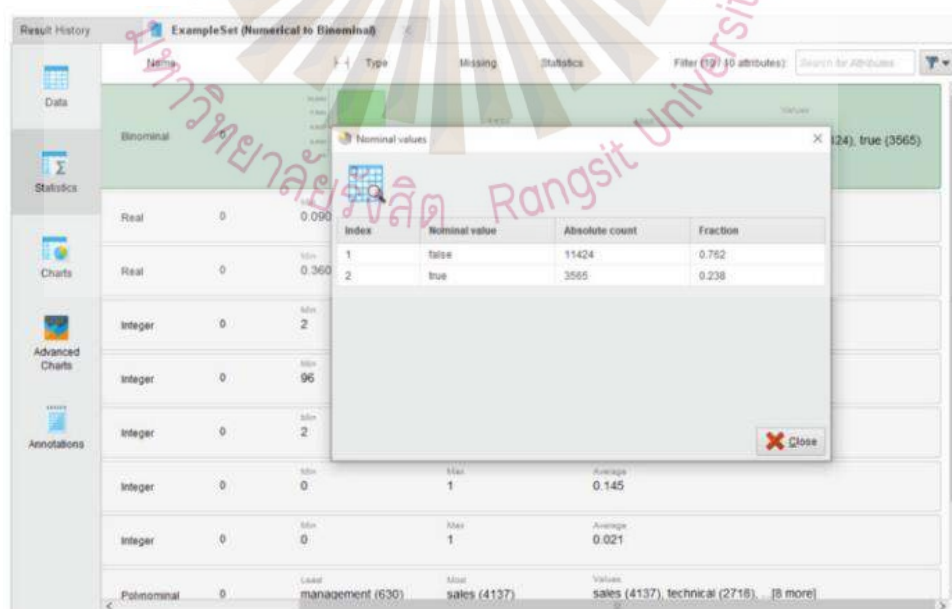 Result History
ExampleSet (Numerical to Binominal)
Name
Type
Missing
Statistics
Filter (10 / 10 attributes):
Search for Attributes
Data
Statistics
Charts
Advanced Charts
Annotations
Binominal 0
Values
true (3565)
Nominal values
Index Nominal value Absolute count Fraction
1 false 11424 0.762
2 true 3565 0.238
Close
Real 0
0.090
Real 0 Min
0.360
Integer 0 Min
2
Integer 0 Min
96
Integer 0 Min
2
Min Max Average
Integer 0 0 1 0.145
Min Max Average
Integer 0 0 1 0.021
Least Most Values
Polynominal 0 management (630) sales (4137) sales (4137), technical (2718), ...[8 more]
มหาวิทยาลัยรังสิต Rangsit